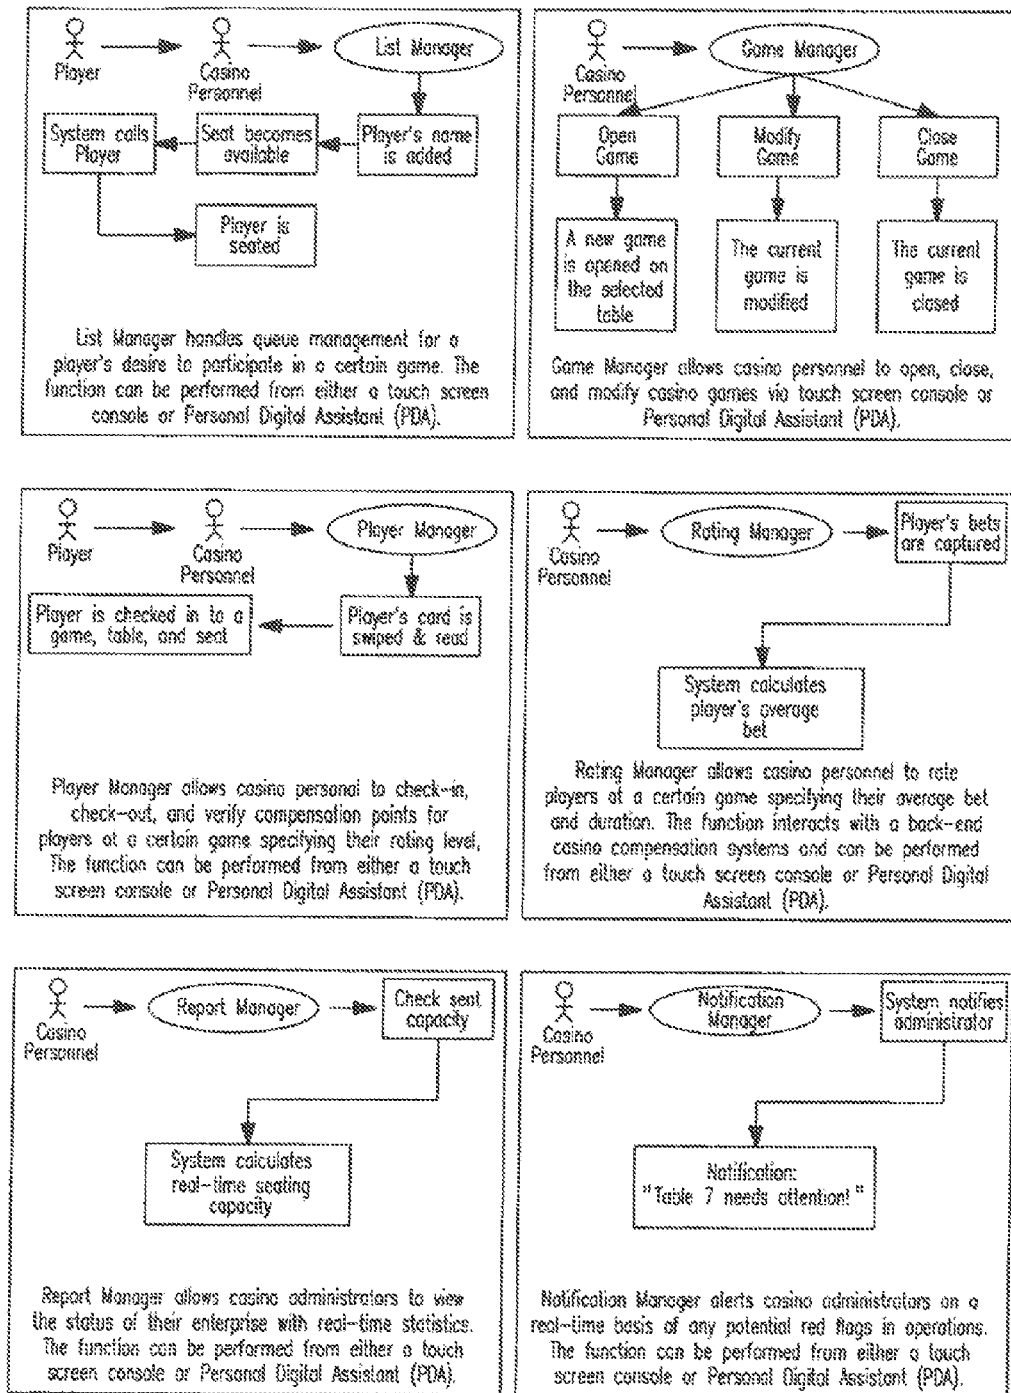 Player
Casino
Personnel
List Manager
System calls
Player
Seat becomes
available
Player's name
is added
Player is
seated
List Manager handles queue management for a
player's desire to participate in a certain game. The
function can be performed from either a touch screen
console or Personal Digital Assistant (PDA).
Casino
Personnel
Game Manager
Open
Game
Modify
Game
Close
Game
A new game
is opened on
the selected
table
The current
game is
modified
The current
game is
closed
Game Manager allows casino personnel to open, close,
and modify casino games via touch screen console or
Personal Digital Assistant (PDA).
Player
Casino
Personnel
Player Manager
Player is checked in to a
game, table, and seat
Player's card is
swiped & read
Player Manager allows casino personal to check-in,
check-out, and verify compensation points for
players at a certain game specifying their rating level.
The function can be performed from either a touch
screen console or Personal Digital Assistant (PDA).
Casino
Personnel
Rating Manager
Player's bets
are captured
System calculates
player's average
bet
Rating Manager allows casino personnel to rate
players at a certain game specifying their average bet
and duration. The function interacts with a back-end
casino compensation systems and can be performed
from either a touch screen console or Personal Digital
Assistant (PDA).
Casino
Personnel
Report Manager
Check seat
capacity
System calculates
real-time seating
capacity
Report Manager allows casino administrators to view
the status of their enterprise with real-time statistics.
The function can be performed from either a touch
screen console or Personal Digital Assistant (PDA).
Casino
Personnel
Notification
Manager
System notifies
administrator
Notification:
"Table 7 needs attention!"
Notification Manager alerts casino administrators on a
real-time basis of any potential red flags in operations.
The function can be performed from either a touch
screen console or Personal Digital Assistant (PDA).